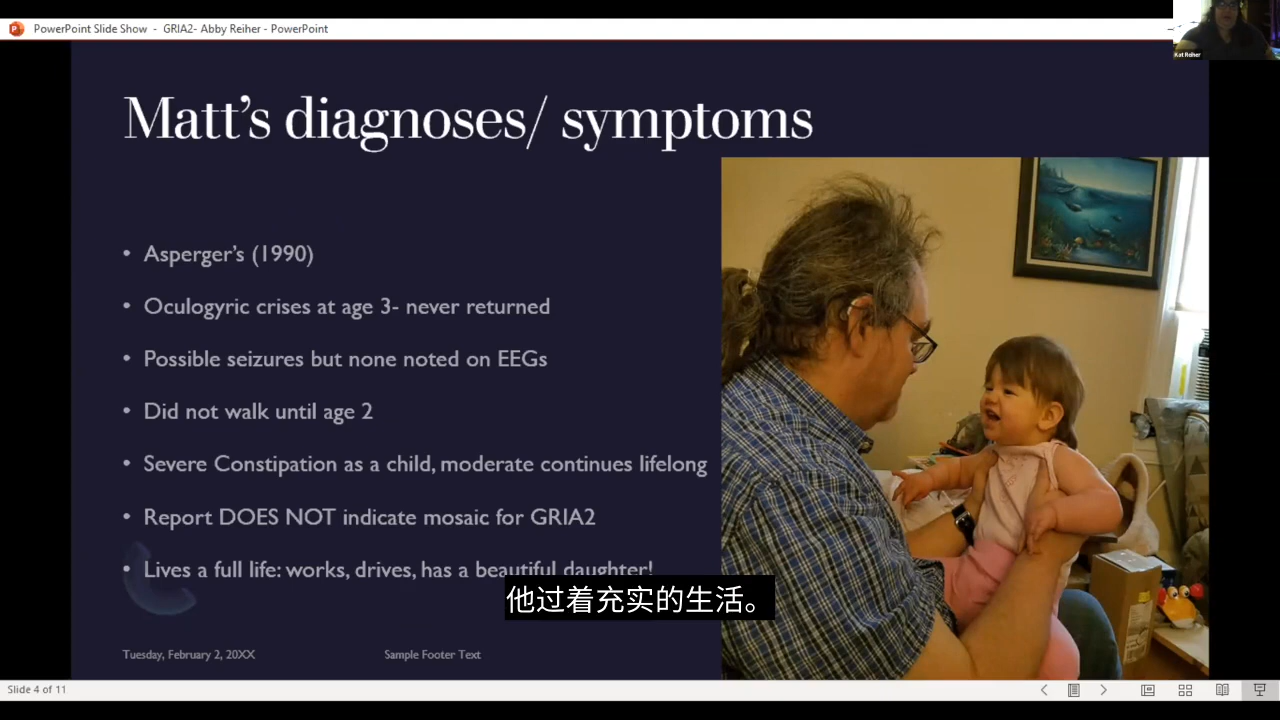 PowerPoint Slide Show - GRIA2- Abby Reiher - PowerPoint
Kat Reiher
Matt's diagnoses/ symptoms
• Asperger's (1990)
• Oculogyric crises at age 3- never returned
• Possible seizures but none noted on EEGs
• Did not walk until age 2
• Severe Constipation as a child, moderate continues lifelong
• Report DOES NOT indicate mosaic for GRIA2
• Lives a full life: works, drives, has a beautiful daughter!
他过着充实的生活。
Tuesday, February 2, 20XX
Sample Footer Text
Slide 4 of 11